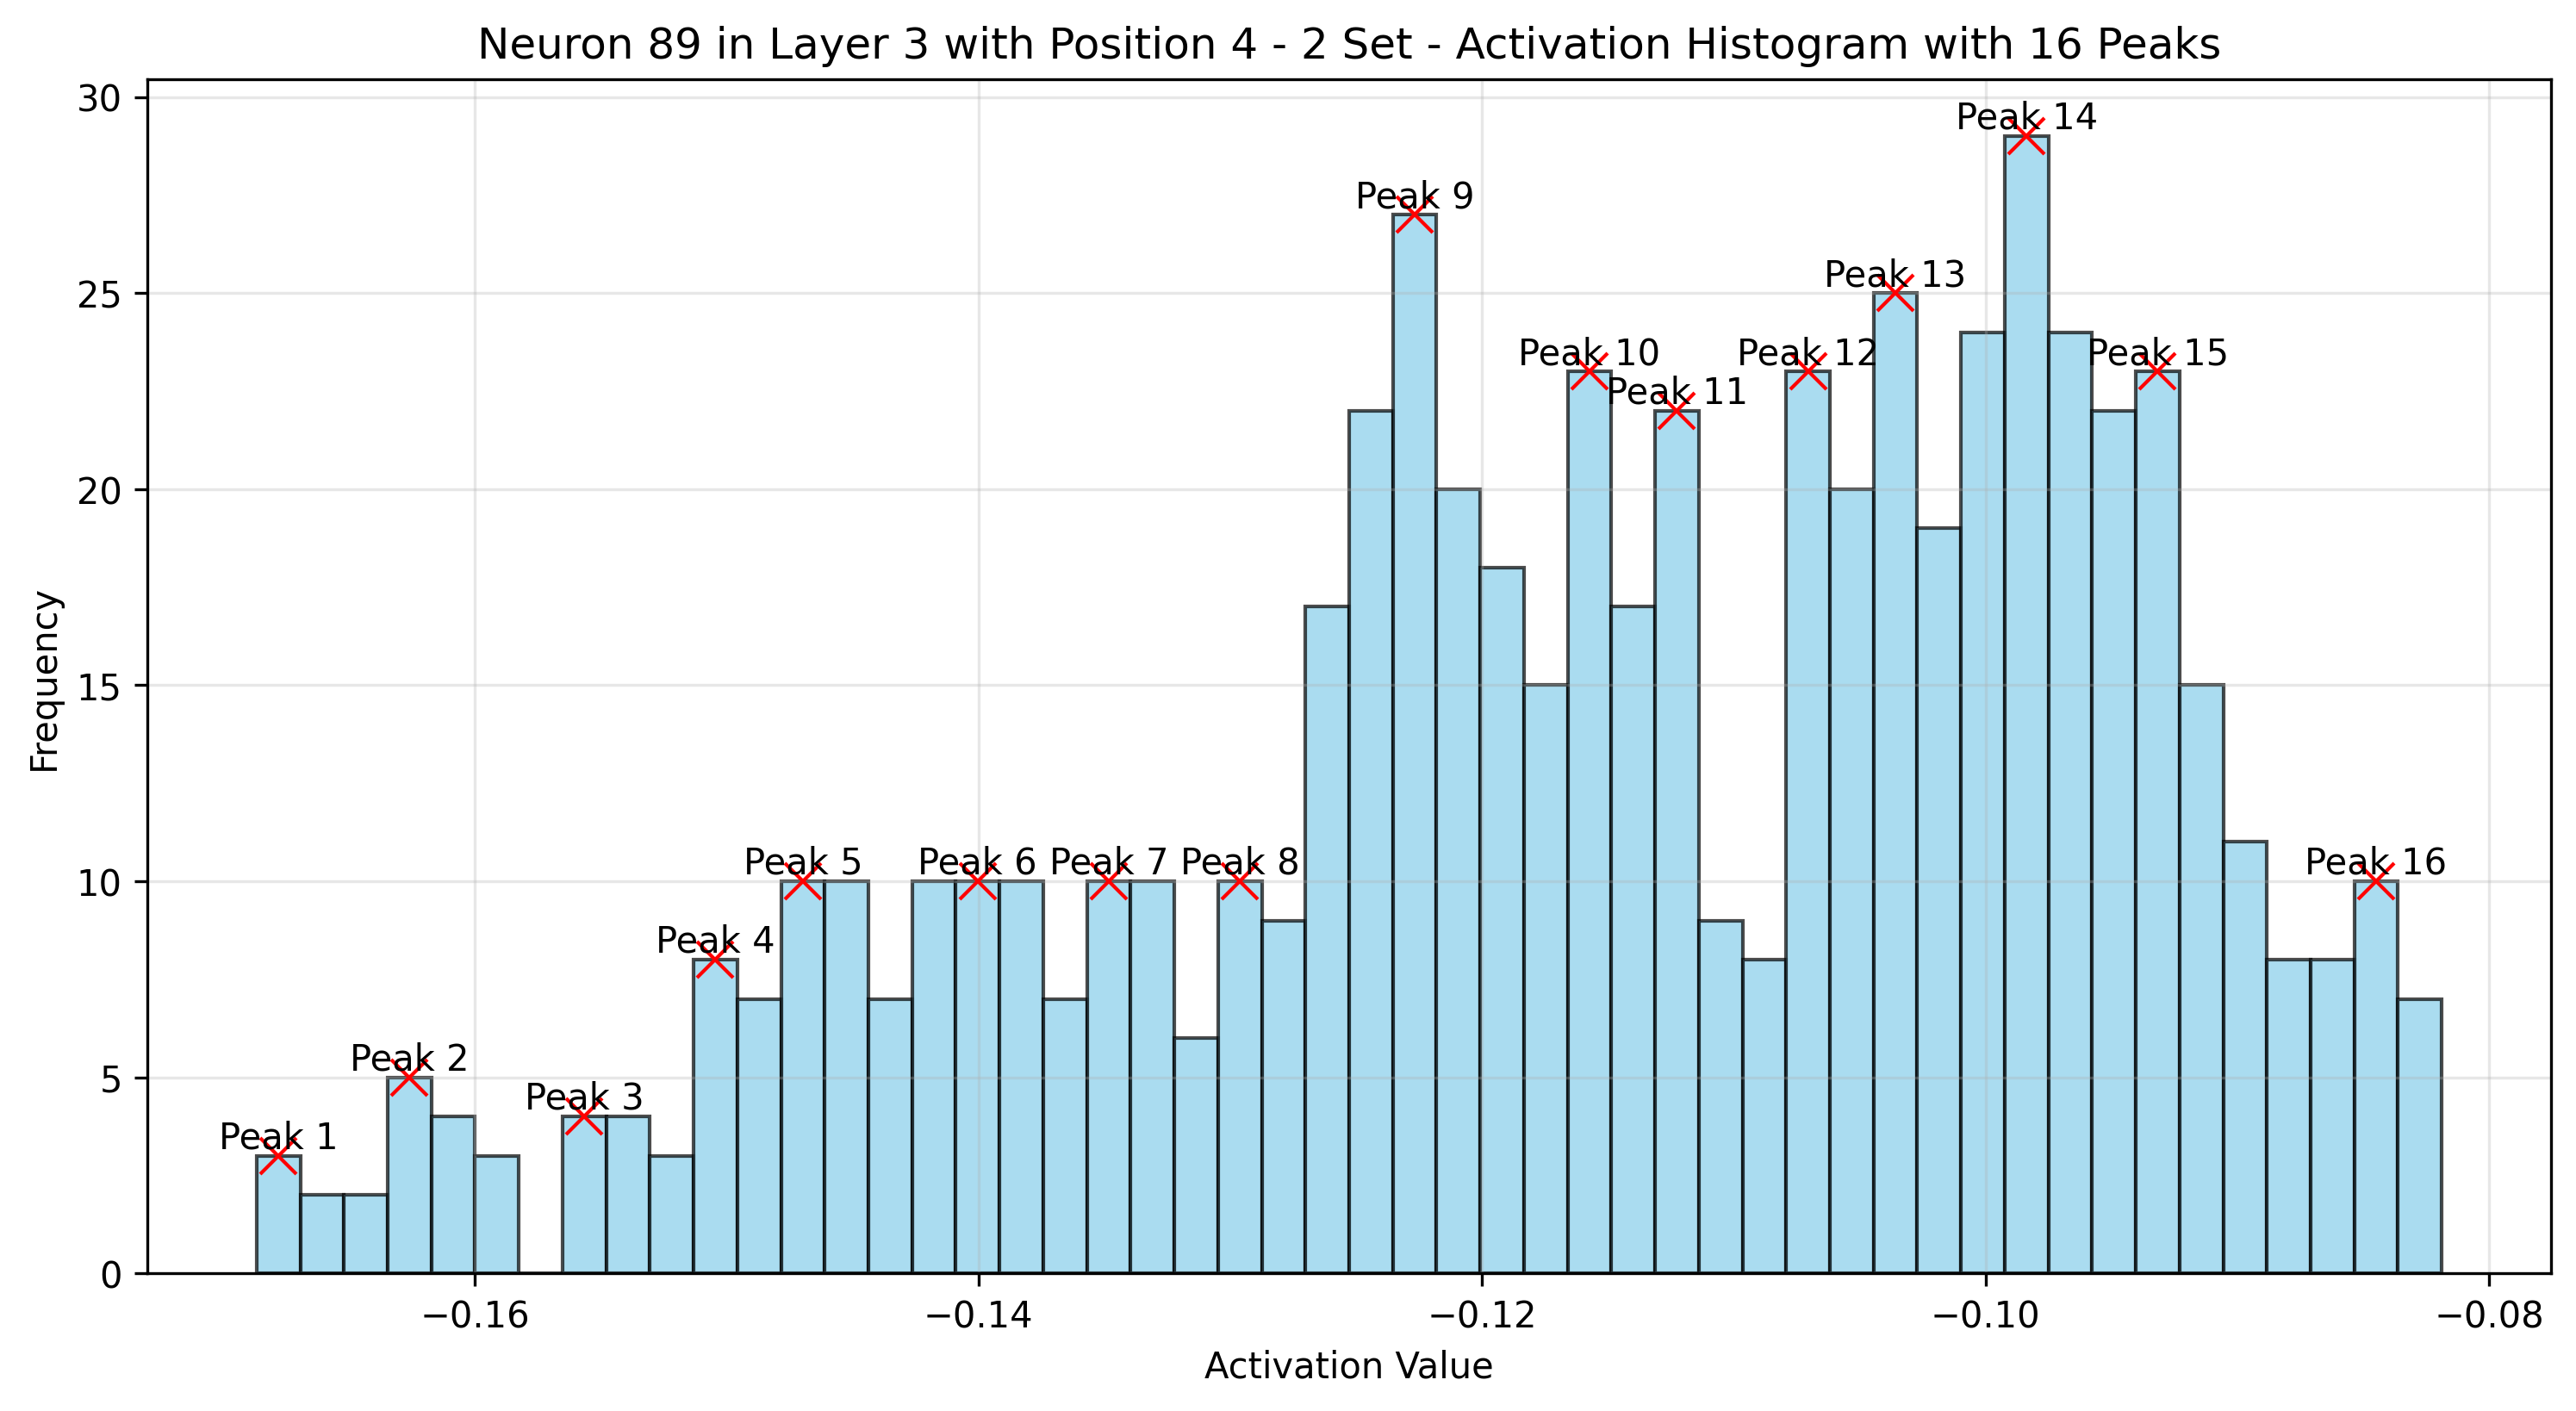 Neuron 89 in Layer 3 with Position 4 - 2 Set - Activation Histogram with 16 Peaks
30
25
20
15
10
5
0
Frequency
Peak 1
Peak 2
Peak 3
Peak 4
Peak 5
Peak 6
Peak 7
Peak 8
Peak 9
Peak 10
Peak 11
Peak 12
Peak 13
Peak 14
Peak 15
Peak 16
−0.16
−0.14
−0.12
−0.10
−0.08
Activation Value